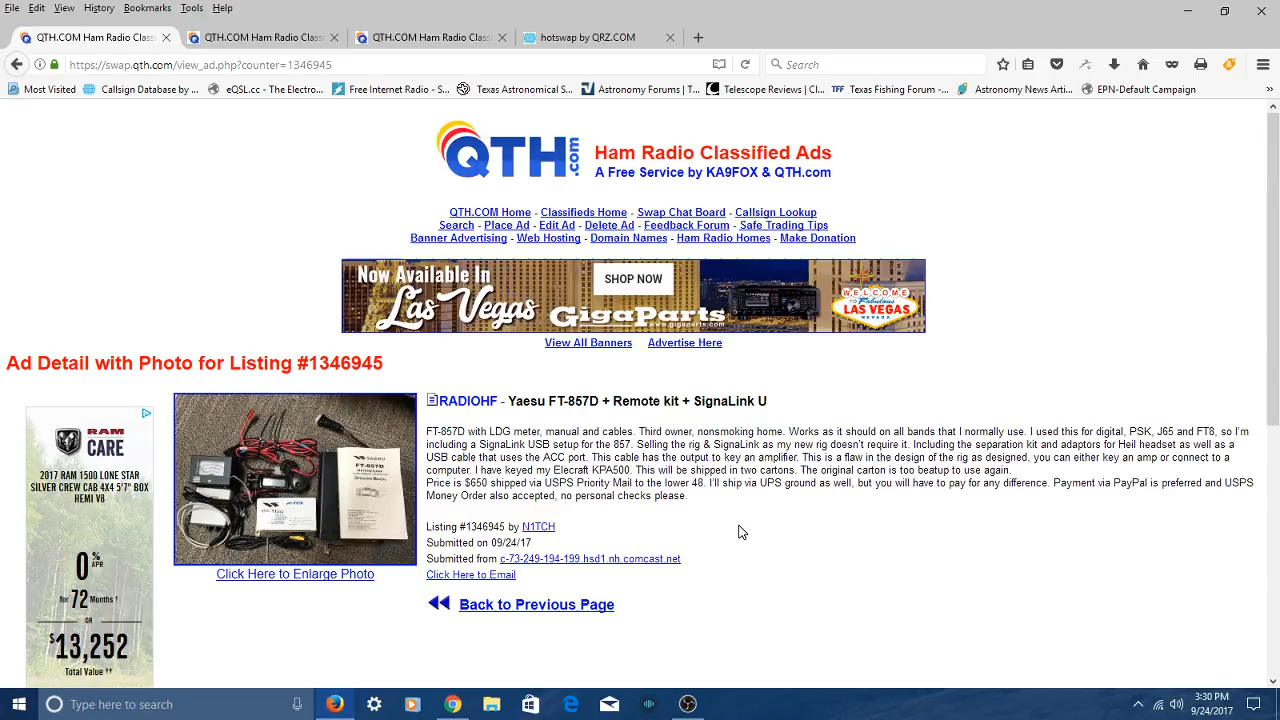 File Edit View History Bookmarks Tools Help
QTH.COM Ham Radio Class
QTH.COM Ham Radio Class
QTH.COM Ham Radio Class
hotswap by QRZ.COM
https://swap.qth.com/view_ad.php?counter=1346945
Search
Most Visited
Callsign Database by...
eQSL.cc - The Electro...
Free Internet Radio - S...
Texas Astronomical S...
Astronomy Forums | T...
Telescope Reviews | C...
TFF Texas Fishing Forum -...
Astronomy News Arti...
EPN-Default Campaign
QTH.com
Ham Radio Classified Ads
A Free Service by KA9FOX & QTH.com
QTH.COM Home - Classifieds Home - Swap Chat Board - Callsign Lookup
Search - Place Ad - Edit Ad - Delete Ad - Feedback Forum - Safe Trading Tips
Banner Advertising - Web Hosting - Domain Names - Ham Radio Homes - Make Donation
Now Available In
Las Vegas
SHOP NOW
GigaParts
www.gigaparts.com
WELCOME
TO Fabulous
LAS VEGAS
NEVADA
View All Banners Advertise Here
Ad Detail with Photo for Listing #1346945
RADIOHF - Yaesu FT-857D + Remote kit + SignaLink U
FT-857D with LDG meter, manual and cables. Third owner, nonsmoking home. Works as it should on all bands that I normally use. I used this for digital, PSK, J65 and FT8, so I'm
including a SignaLink USB setup for the 857. Selling the rig & SignaLink as my new rig doesn't require it. Including the separation kit and adaptors for Heil headset as well as a
USB cable that uses the ACC port. This cable has the output to key an amplifier. This is a flaw in the design of the rig as designed, you can either key an amp or connect to a
computer. I have keyed my Elecraft KPA500. This will be shipped in two cartons. The original carton is too beatup to use again.
Price is $650 shipped via USPS Priority Mail to the lower 48. I'll ship via UPS ground as well, but you will have to pay for any difference. Payment via PayPal is preferred and USPS
Money Order also accepted, no personal checks please.
Listing #1346945 by N1TCH
Submitted on 09/24/17
Submitted from c-73-249-194-199.hsd1.nh.comcast.net
Click Here to Email
Back to Previous Page
YAESU
FT-857D
Click Here to Enlarge Photo
RAM
CARE
2017 RAM 1500 LONE STAR
SILVER CREW CAB 4X4 5'7" BOX
HEMI V8
0% APR
for 72 Months †
OR
$13,252
Total Value ††
Type here to search
3:30 PM
9/24/2017